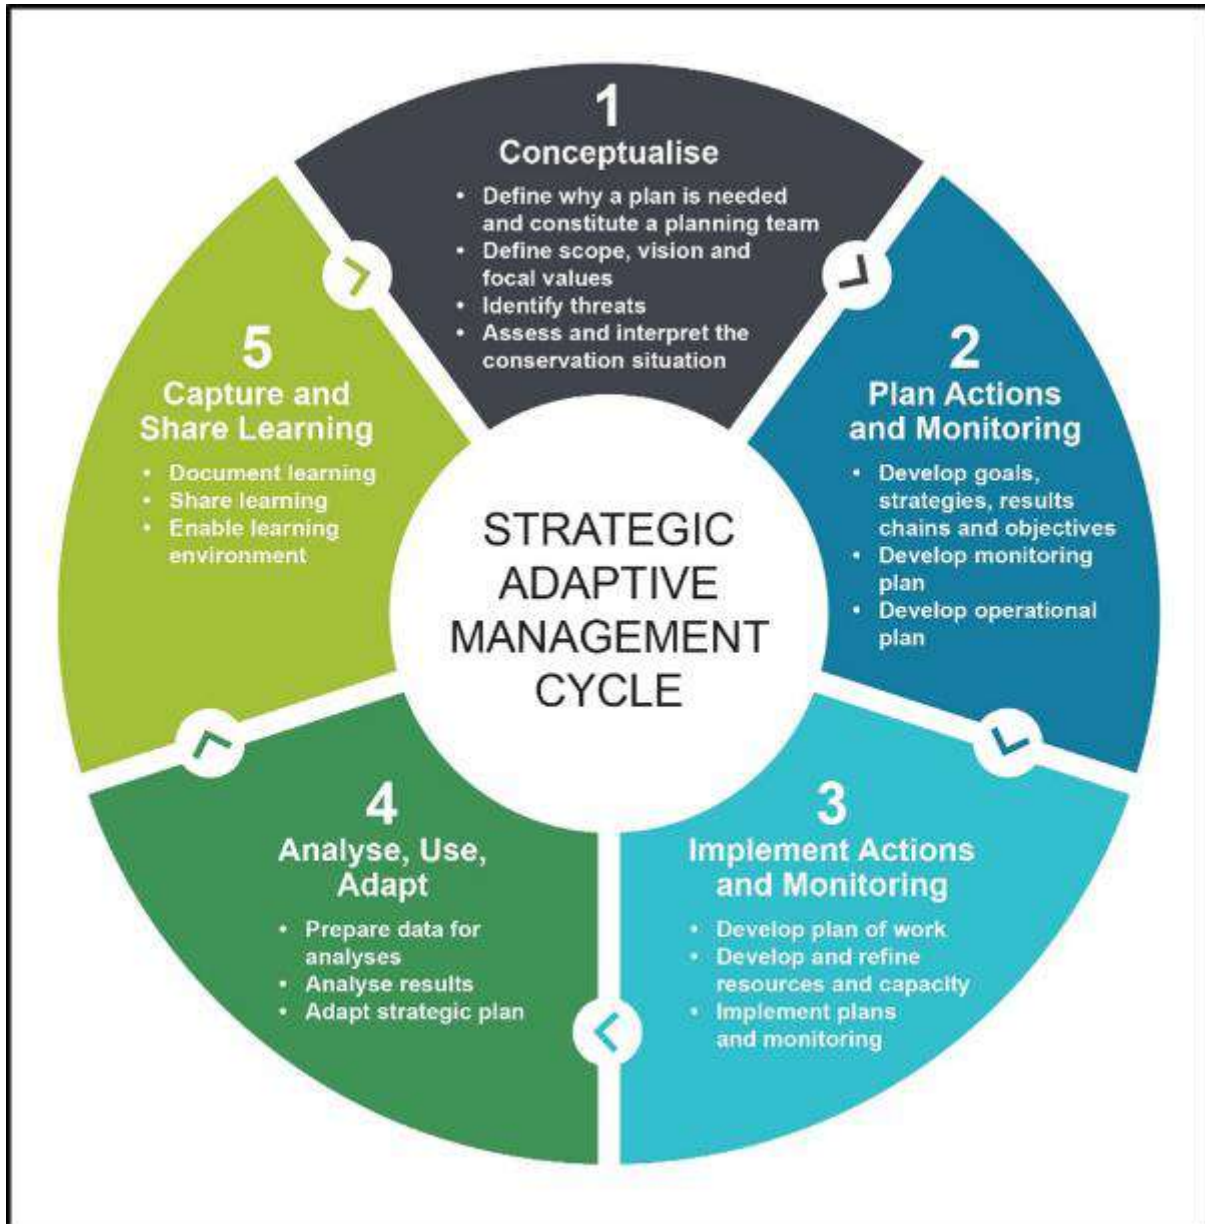 1
Conceptualise
• Define why a plan is needed
and constitute a planning team
• Define scope, vision and
focal values
• Identify threats
• Assess and interpret the
conservation situation
2
Plan Actions
and Monitoring
• Develop goals,
strategies, results
chains and objectives
• Develop monitoring
plan
• Develop operational
plan
3
Implement Actions
and Monitoring
• Develop plan of work
• Develop and refine
resources and capacity
• Implement plans
and monitoring
4
Analyse, Use,
Adapt
• Prepare data for
analyses
• Analyse results
• Adapt strategic plan
5
Capture and
Share Learning
• Document learning
• Share learning
• Enable learning
environment
STRATEGIC
ADAPTIVE
MANAGEMENT
CYCLE